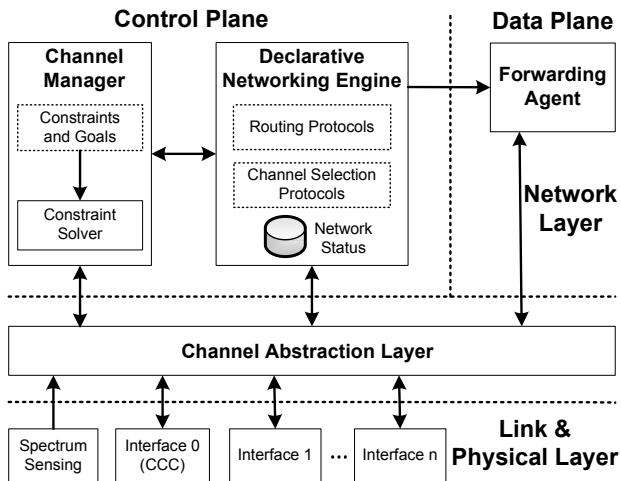 Control Plane
Data Plane
Channel
Manager
Constraints
and Goals
Constraint
Solver
Declarative
Networking Engine
Routing Protocols
Channel Selection
Protocols
Network
Status
Forwarding
Agent
Network
Layer
Channel Abstraction Layer
Spectrum
Sensing
Interface 0
(CCC)
Interface 1
...
Interface n
Link &
Physical Layer